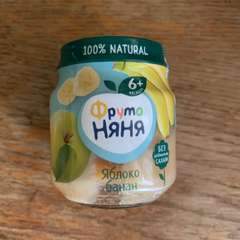 100% NATURAL
6+
Фруто
НЯНЯ
БЕЗ
САХАРА
Яблоко
банан